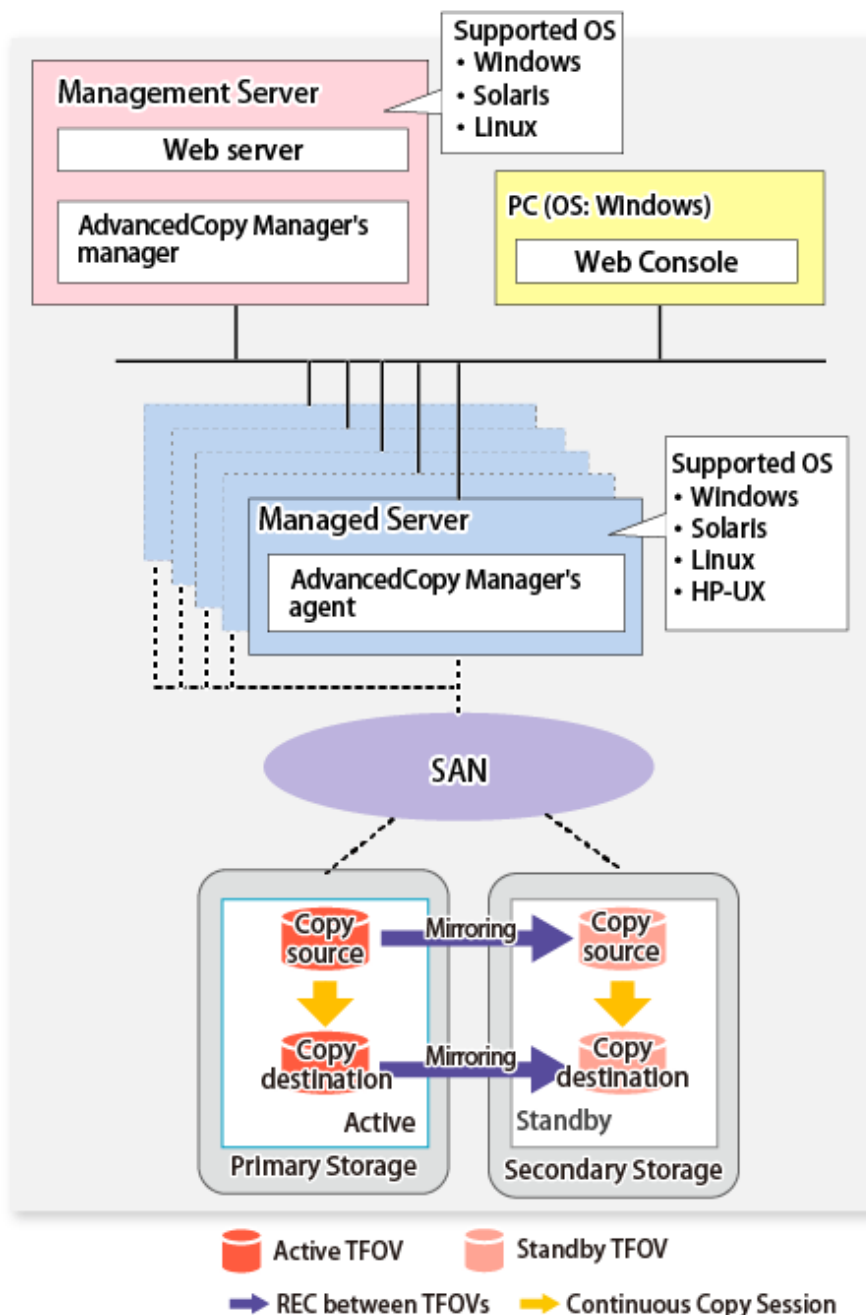 Supported OS
• Windows
• Solaris
• Linux
Management Server
Web server
AdvancedCopy Manager's
manager
PC (OS: Windows)
Web Console
Supported OS
• Windows
• Solaris
• Linux
• HP-UX
Managed Server
AdvancedCopy Manager's
agent
SAN
Copy
source
Mirroring
Copy
source
Copy
destination
Mirroring
Copy
destination
Active
Standby
Primary Storage
Secondary Storage
Active TFOV
Standby TFOV
REC between TFOVs
Continuous Copy Session